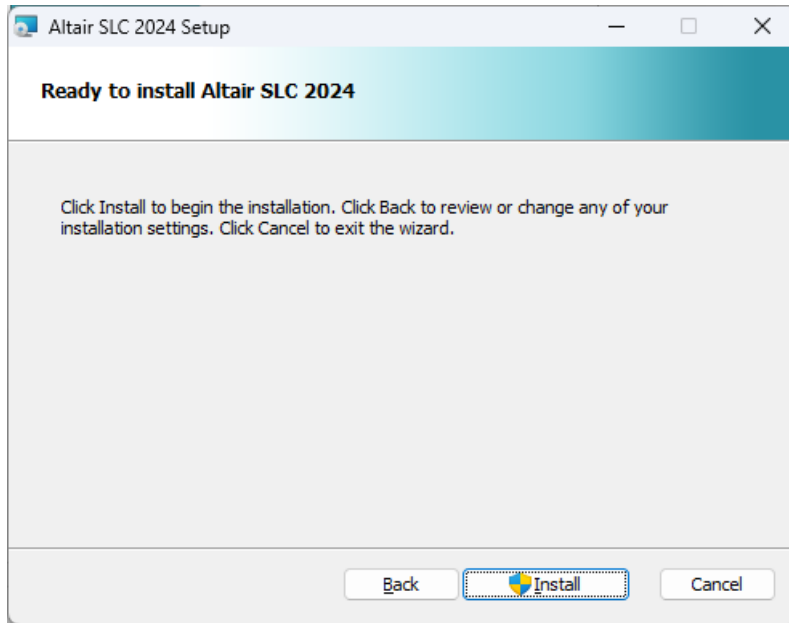 Altair SLC 2024 Setup
Ready to install Altair SLC 2024
Click Install to begin the installation. Click Back to review or change any of your
installation settings. Click Cancel to exit the wizard.
Back
Install
Cancel